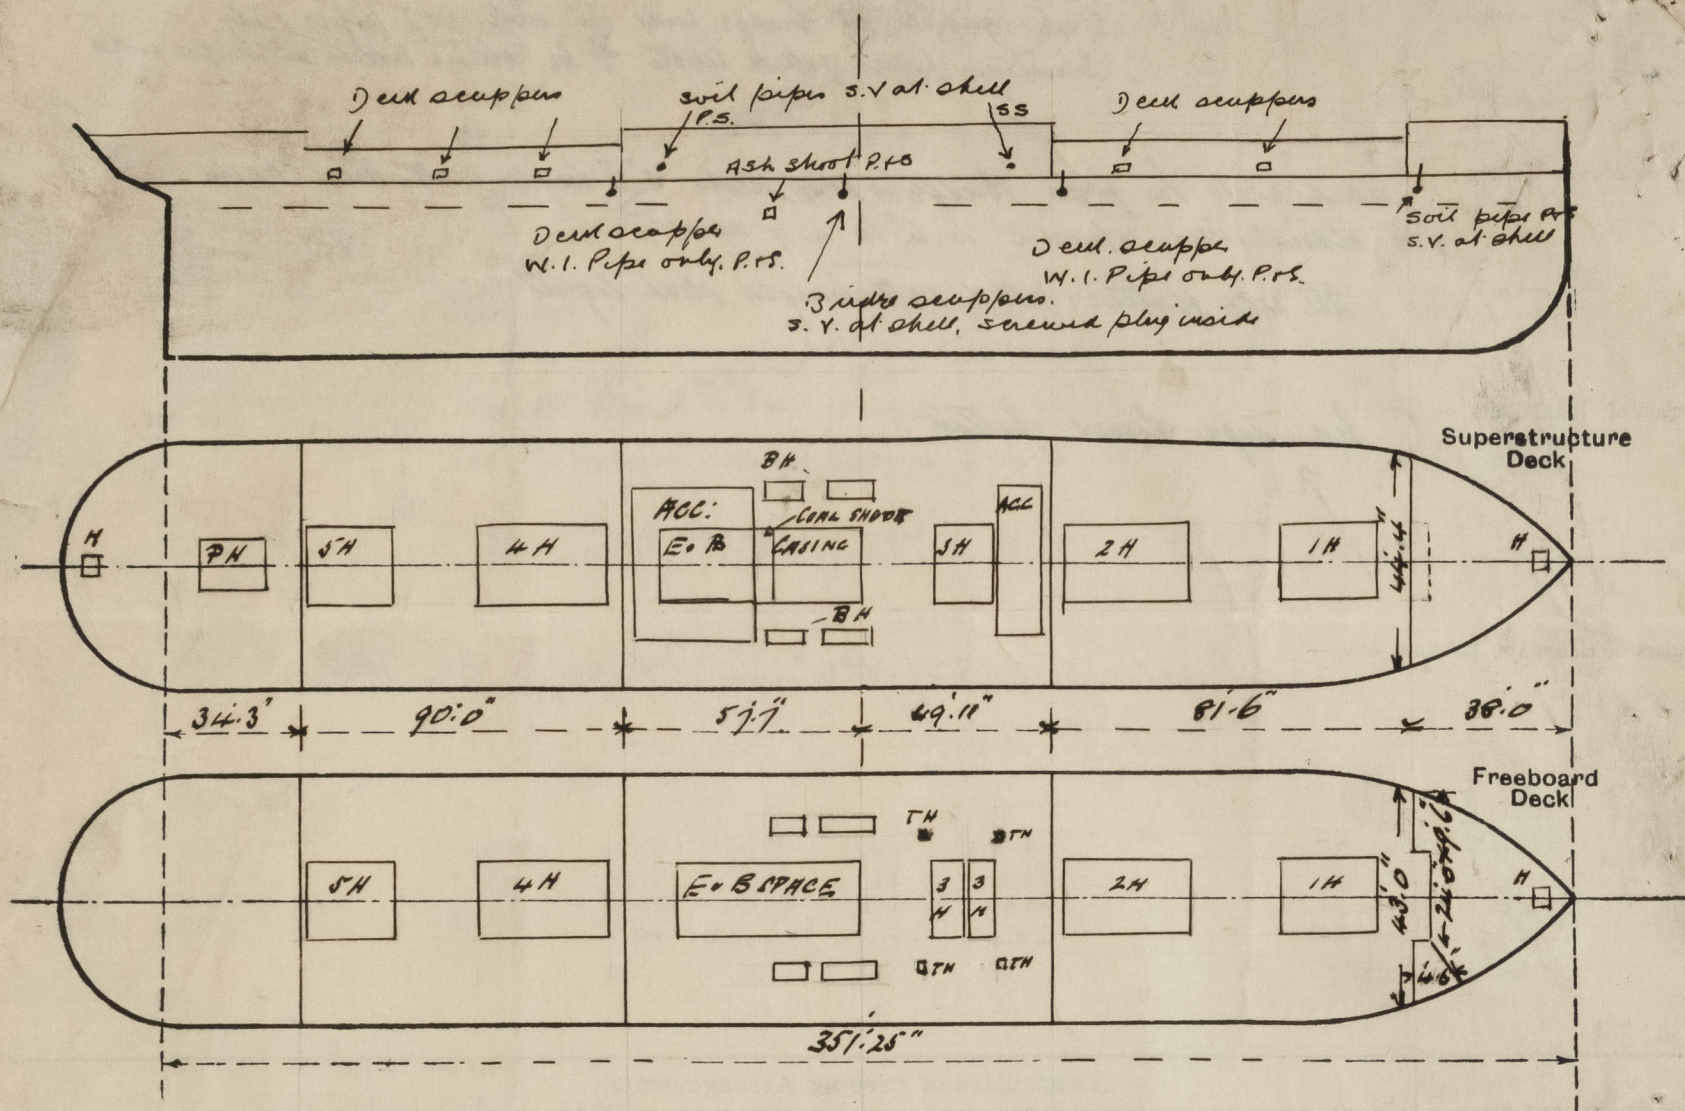 Deck scuppers
soil pipes s.v at shell
Deck scuppers
P.S.
SS
Ash shoot P.+S
Deck scupper
W.I. Pipe only. P.+S.
Deck. scupper
W.I. Pipe only. P.+S.
soil pipe P+S
s.v. at shell
Bridge scuppers.
s.v. at shell, screwed plug inside
Superstructure
Deck
BH
ACC:
COAL SHOOT
ACC
H
PH
5H
4H
E+B
CASING
3H
2H
1H
44.4"
H
BH
34'.3"
90'.0"
49'.11"
81'-6"
38'.0"
Freeboard
Deck
TH
TH
5H
4H
E+B SPACE
3
H
3
H
2H
1H
43'.0"
H
TH
TH
4'6"
351'.25"